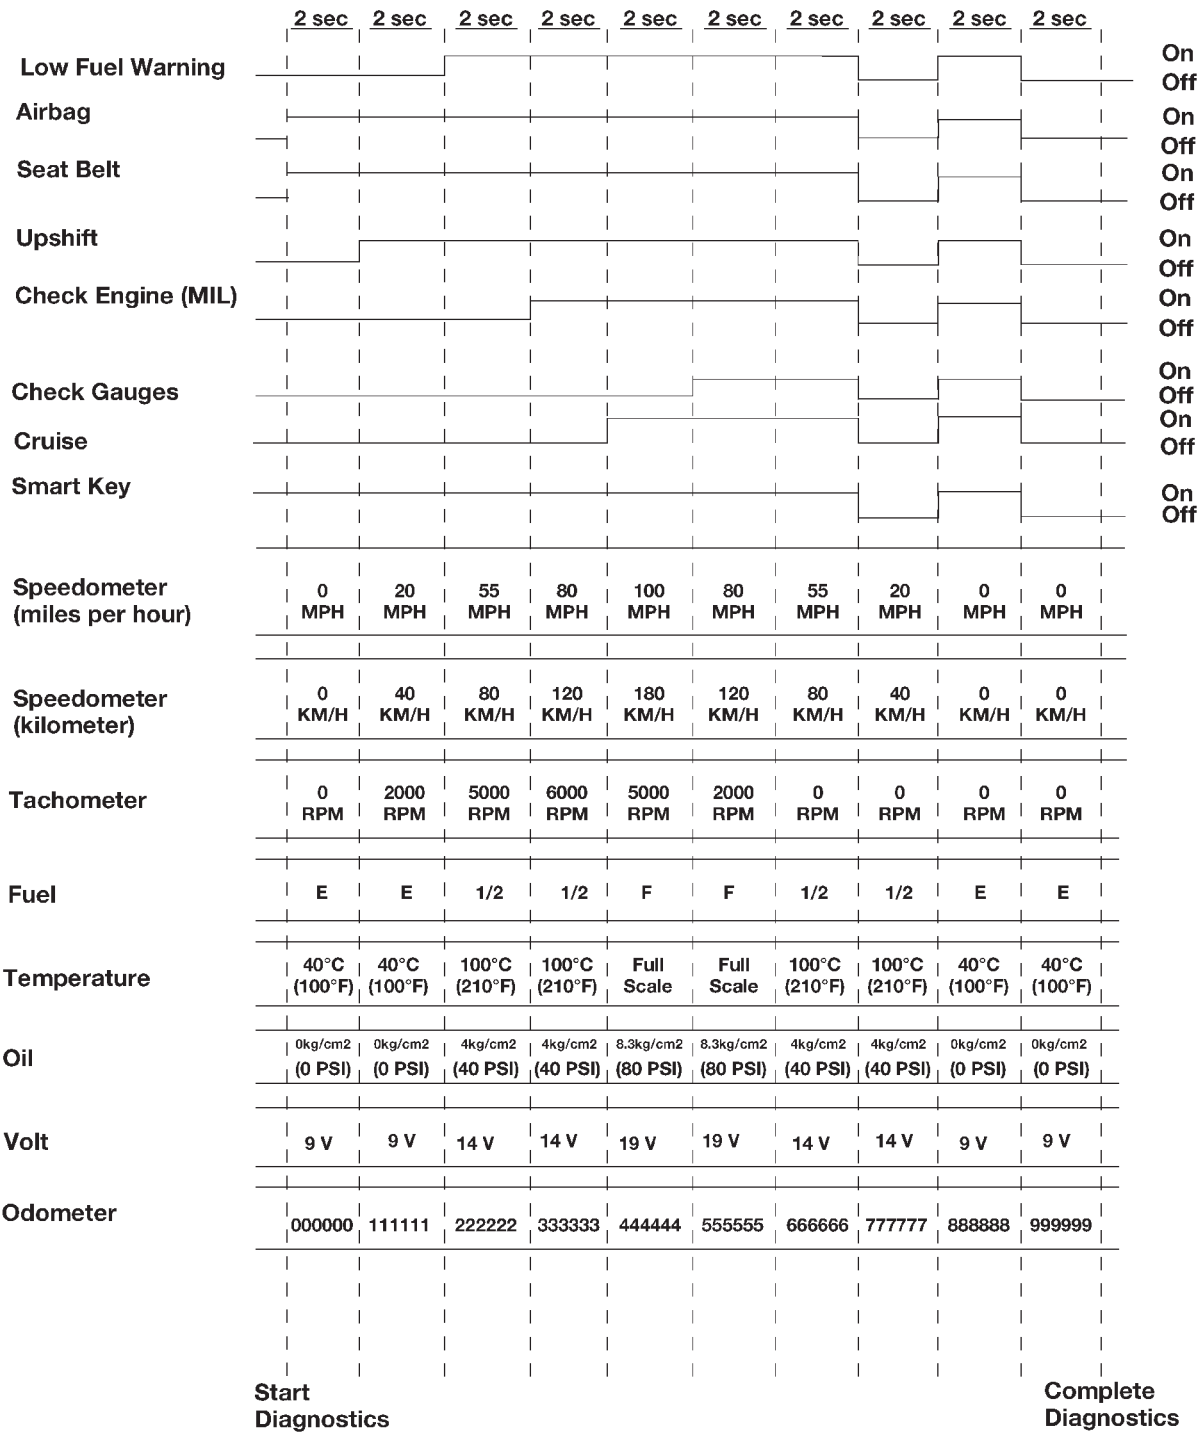 2 sec 2 sec 2 sec 2 sec 2 sec 2 sec 2 sec 2 sec 2 sec 2 sec
Low Fuel Warning On
Off
Airbag On
Off
Seat Belt On
Off
Upshift On
Off
Check Engine (MIL) On
Off
On
Check Gauges Off
On
Cruise Off
Smart Key On
Off
Speedometer 0 20 55 80 100 80 55 20 0 0
(miles per hour) MPH MPH MPH MPH MPH MPH MPH MPH MPH MPH
Speedometer 0 40 80 120 180 120 80 40 0 0
(kilometer) KM/H KM/H KM/H KM/H KM/H KM/H KM/H KM/H KM/H KM/H
Tachometer 0 2000 5000 6000 5000 2000 0 0 0 0
RPM RPM RPM RPM RPM RPM RPM RPM RPM RPM
Fuel E E 1/2 1/2 F F 1/2 1/2 E E
Temperature 40°C 40°C 100°C 100°C Full Full 100°C 100°C 40°C 40°C
(100°F) (100°F) (210°F) (210°F) Scale Scale (210°F) (210°F) (100°F) (100°F)
Oil 0kg/cm2 0kg/cm2 4kg/cm2 4kg/cm2 8.3kg/cm2 8.3kg/cm2 4kg/cm2 4kg/cm2 0kg/cm2 0kg/cm2
(0 PSI) (0 PSI) (40 PSI) (40 PSI) (80 PSI) (80 PSI) (40 PSI) (40 PSI) (0 PSI) (0 PSI)
Volt 9 V 9 V 14 V 14 V 19 V 19 V 14 V 14 V 9 V 9 V
Odometer 000000 111111 222222 333333 444444 555555 666666 777777 888888 999999
Start Complete
Diagnostics Diagnostics